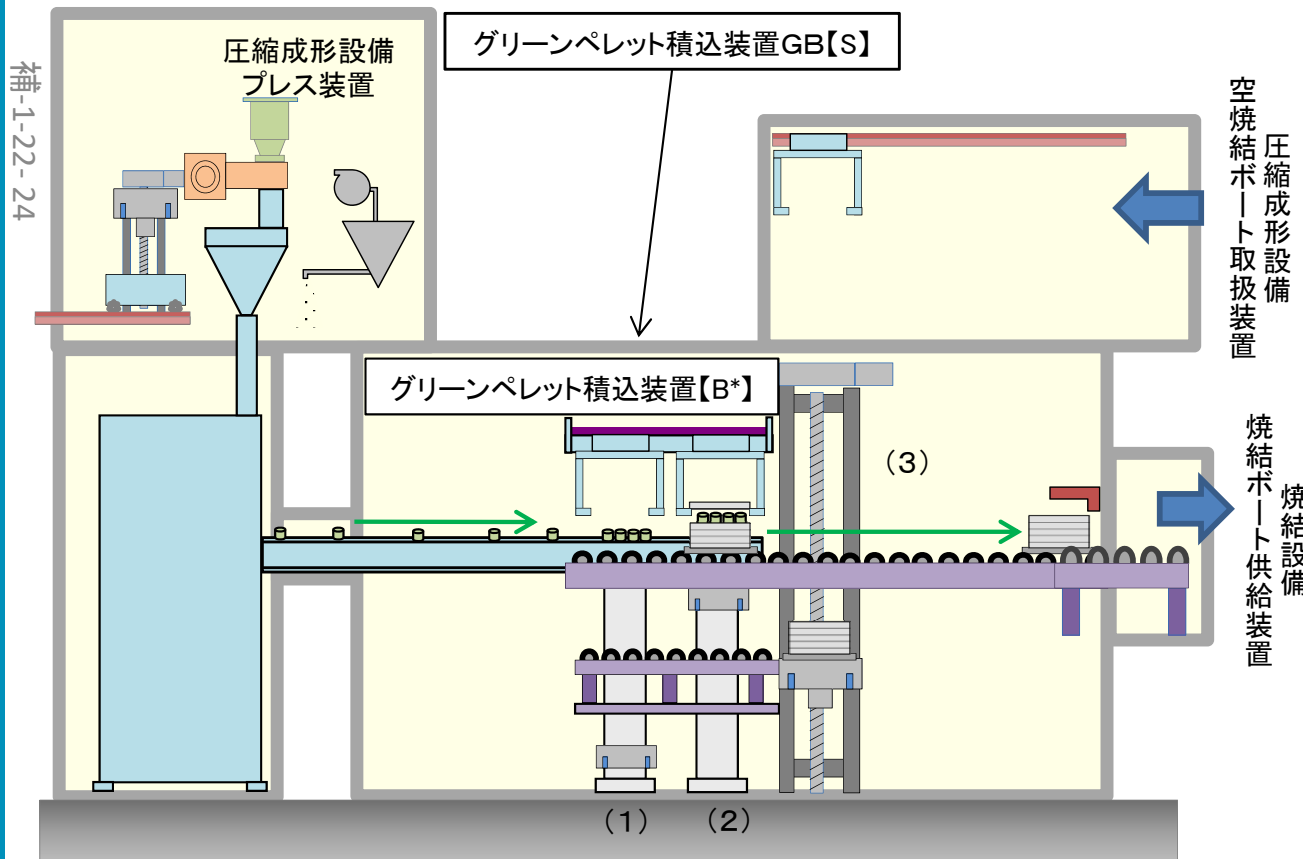 補-1-22- 24
圧縮成形設備
プレス装置
グリーンペレット積込装置GB【S】
圧縮成形設備
空焼結ボート取扱装置
グリーンペレット積込装置【B*】
(3)
焼結設備
焼結ボート供給装置
(1)
(2)